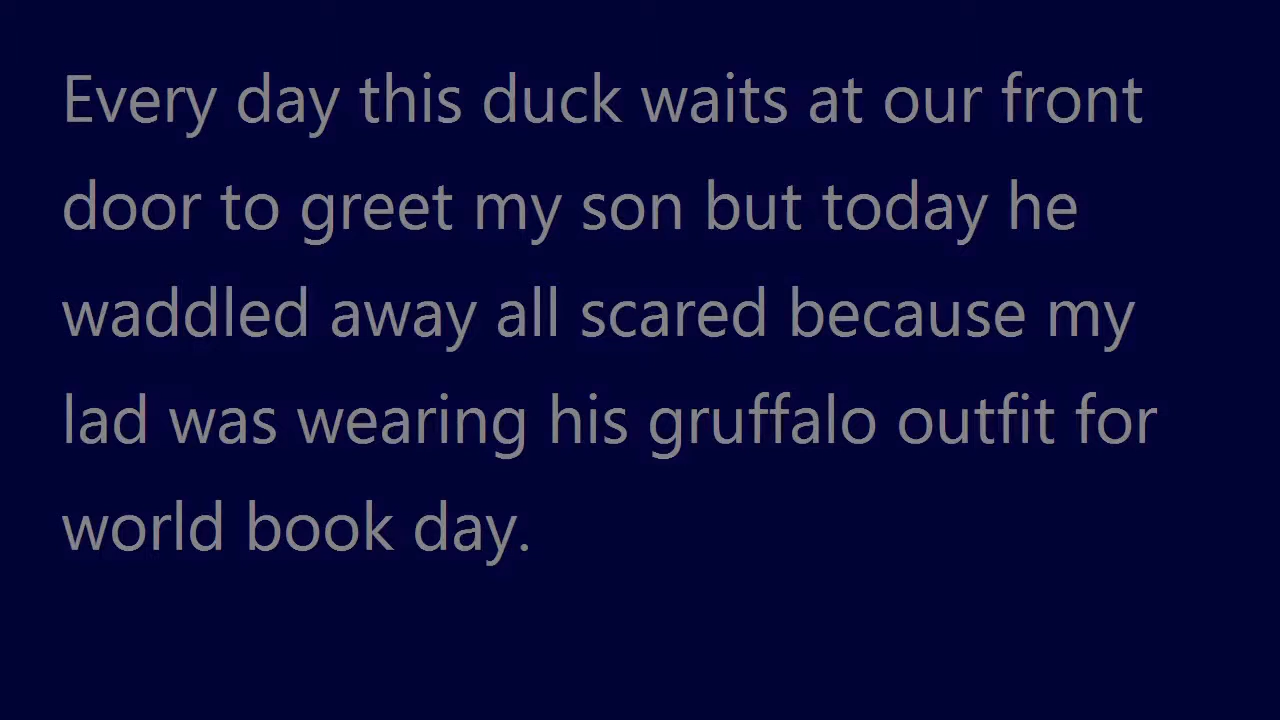 Every day this duck waits at our front
door to greet my son but today he
waddled away all scared because my
lad was wearing his gruffalo outfit for
world book day.